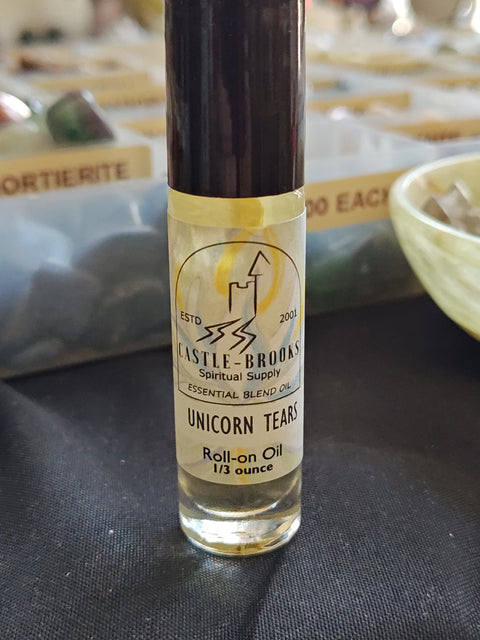 ORTIERITE
00 EACH
ESTD 2001
CASTLE-BROOKS
Spiritual Supply
ESSENTIAL BLEND OIL
UNICORN TEARS
Roll-on Oil
1/3 ounce